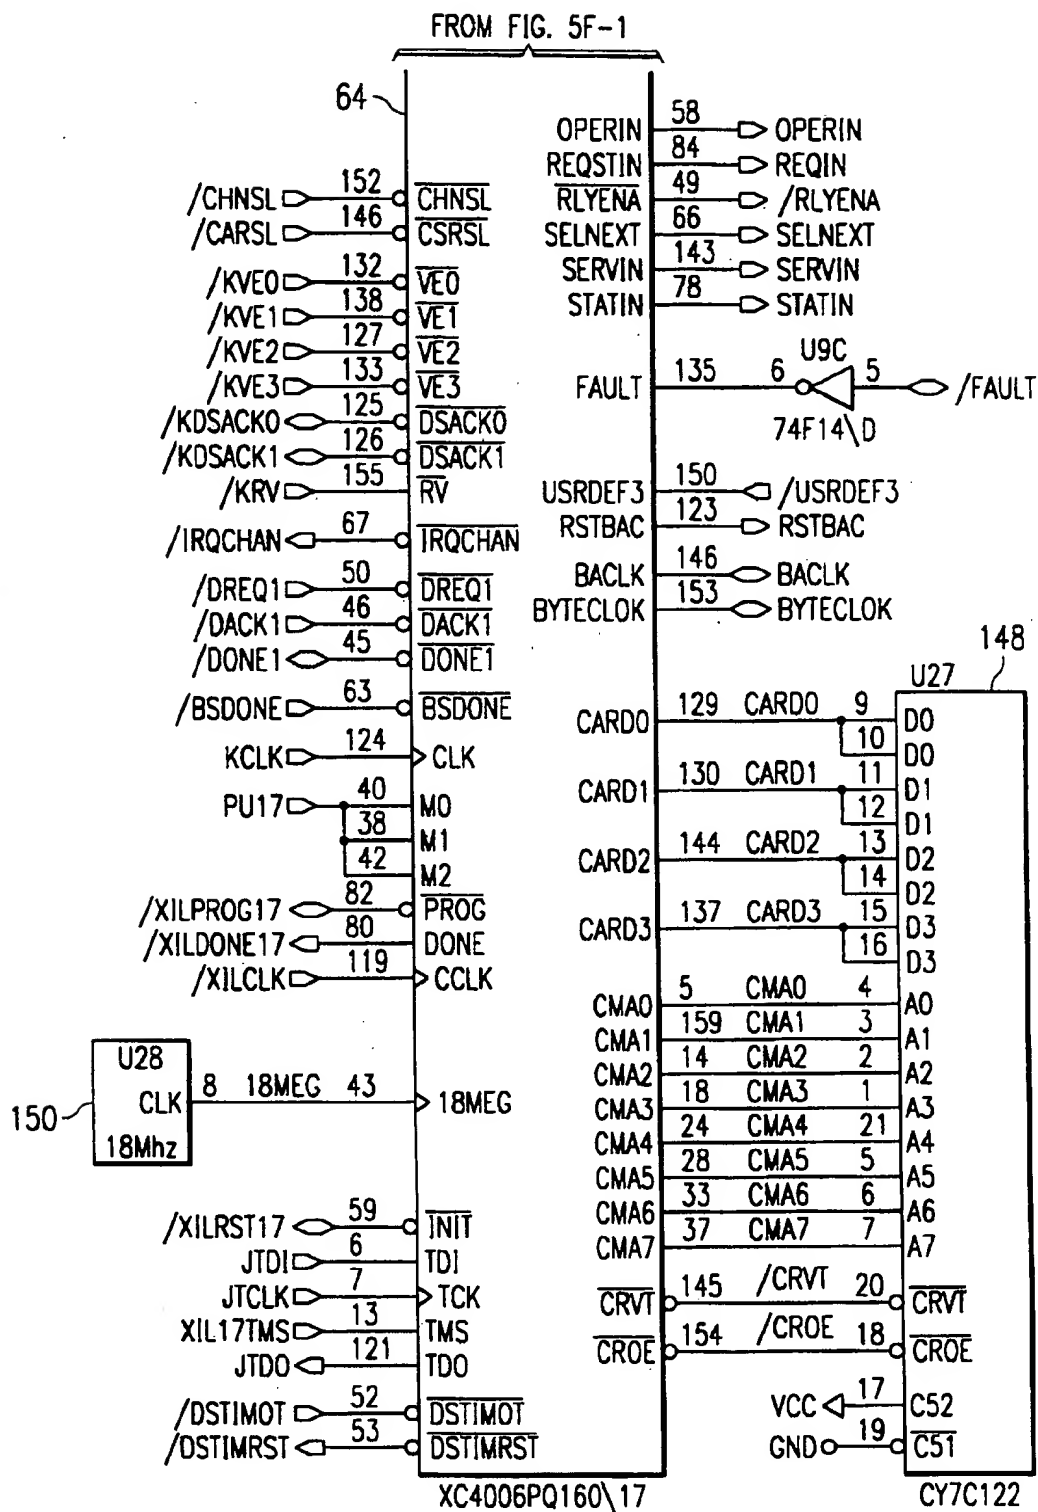 FROM FIG. 5F-1
64
/CHNSL 152 CHNSL
/CARSL 146 CSRSL
/KVE0 132 VE0
/KVE1 138 VE1
/KVE2 127 VE2
/KVE3 133 VE3
/KDSACK0 125 DSACK0
/KDSACK1 126 DSACK1
/KRV 155 RV
/IRQCHAN 67 IRQCHAN
/DREQ1 50 DREQ1
/DACK1 46 DACK1
/DONE1 45 DONE1
/BSDONE 63 BSDONE
KCLK 124 CLK
PU17 40 M0
38 M1
42 M2
/XILPROG17 82 PROG
/XILDONE17 80 DONE
/XILCLK 119 CCLK
U28
CLK 8 18MEG 43 18MEG
150
18Mhz
/XILRST17 59 INIT
JTDI 6 TDI
JTCLK 7 TCK
XIL17TMS 13 TMS
JTDO 121 TDO
/DSTIMOT 52 DSTIMOT
/DSTIMRST 53 DSTIMRST
OPERIN 58 OPERIN
REQSTIN 84 REQIN
RLYENA 49 /RLYENA
SELNEXT 66 SELNEXT
SERVIN 143 SERVIN
STATIN 78 STATIN
U9C
FAULT 135 6 5 /FAULT
74F14\D
USRDEF3 150 /USRDEF3
RSTBAC 123 RSTBAC
BACLK 146 BACLK
BYTECLOK 153 BYTECLOK
148
U27
CARD0 129 CARD0 9 D0
10 D0
CARD1 130 CARD1 11 D1
12 D1
CARD2 144 CARD2 13 D2
14 D2
CARD3 137 CARD3 15 D3
16 D3
CMA0 5 CMA0 4 A0
CMA1 159 CMA1 3 A1
CMA2 14 CMA2 2 A2
CMA3 18 CMA3 1 A3
CMA4 24 CMA4 21 A4
CMA5 28 CMA5 5 A5
CMA6 33 CMA6 6 A6
CMA7 37 CMA7 7 A7
CRVT 145 /CRVT 20 CRVT
CROE 154 /CROE 18 CROE
VCC 17 C52
GND 19 C51
XC4006PQ160\17
CY7C122